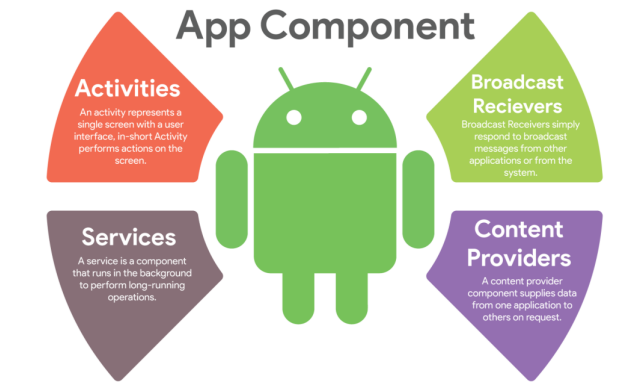 App Component
Activities
An activity represents a
single screen with a user
interface, in-short Activity
performs actions on the
screen.
Broadcast
Recievers
Broadcast Receivers simply
respond to broadcast
messages from other
applications or from the
system.
Services
A service is a component
that runs in the background
to perform long-running
operations.
Content
Providers
A content provider
component supplies data
from one application to
others on request.